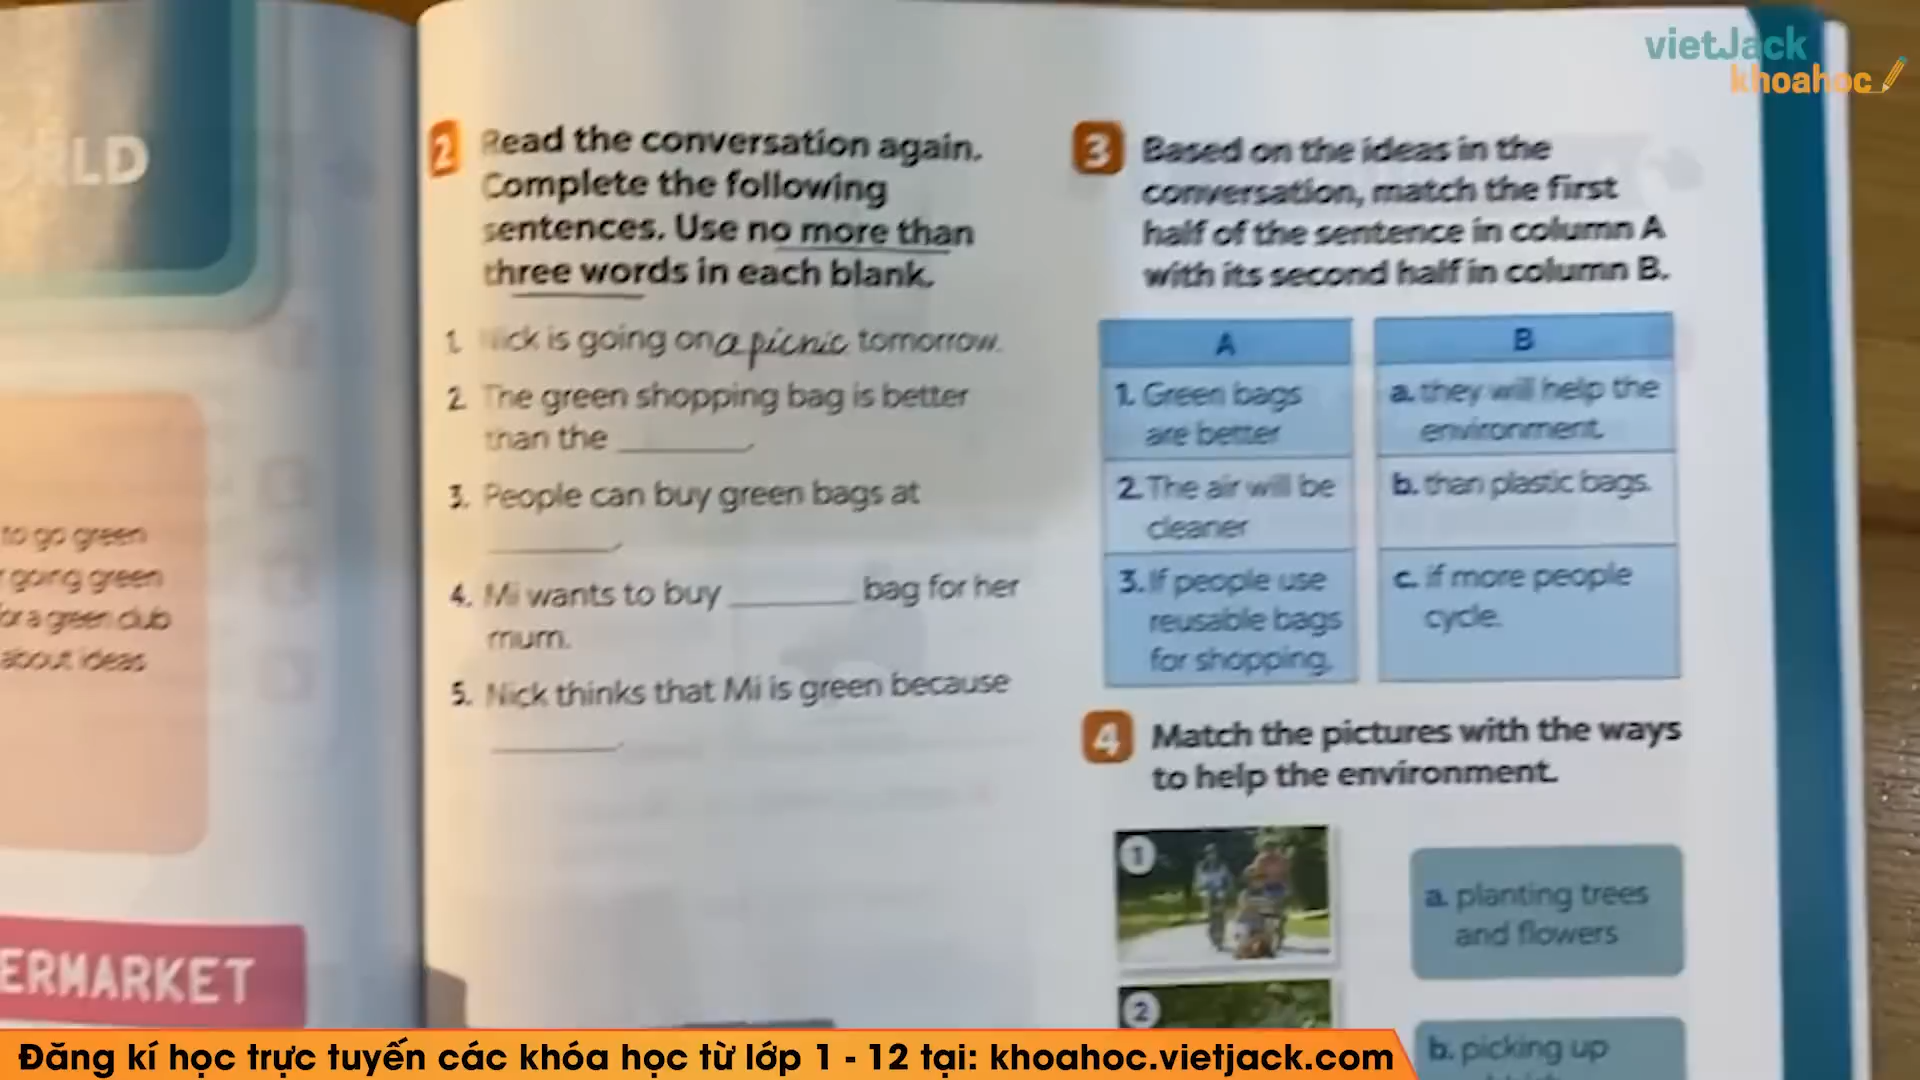 vietJack
khoahoc
RLD
to go green
going green
or a green club
about ideas
ERMARKET
2 Read the conversation again.
Complete the following
sentences. Use no more than
three words in each blank.
1. Nick is going on a picnic tomorrow.
2. The green shopping bag is better
than the ________.
3. People can buy green bags at
________.
4. Mi wants to buy ________ bag for her
mum.
5. Nick thinks that Mi is green because
________.
3 Based on the ideas in the
conversation, match the first
half of the sentence in column A
with its second half in column B.
A
B
1. Green bags
are better
a. they will help the
environment.
2. The air will be
cleaner
b. than plastic bags.
3. If people use
reusable bags
for shopping,
c. if more people
cycle.
4 Match the pictures with the ways
to help the environment.
1
a. planting trees
and flowers
2
b. picking up
Đăng kí học trực tuyến các khóa học từ lớp 1 - 12 tại: khoahoc.vietjack.com